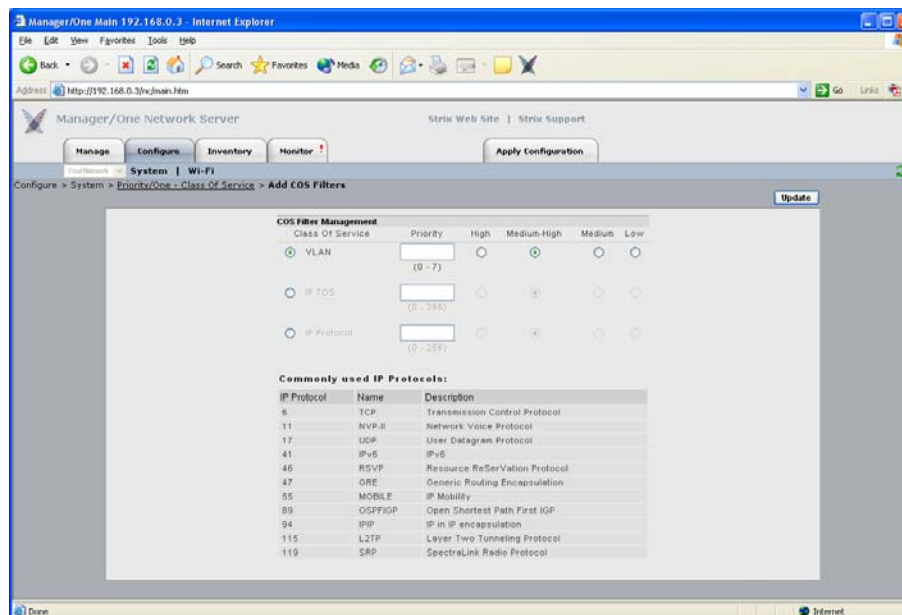 Manager/One Main 192.168.0.3 - Internet Explorer
File Edit View Favorites Tools Help
Back Search Favorites Media
Address http://192.168.0.3/nc/main.htm Go Links
Manager/One Network Server Strix Web Site | Strix Support
Manage Configure Inventory Monitor ! Apply Configuration
YourNetwork System | Wi-Fi
Configure > System > Priority/One - Class Of Service > Add COS Filters
Update
COS Filter Management
Class Of Service Priority High Medium-High Medium Low
VLAN
(0 - 7)
IP TOS
(0 - 255)
IP Protocol
(0 - 255)
Commonly used IP Protocols:
IP Protocol Name Description
6 TCP Transmission Control Protocol
11 NVP-II Network Voice Protocol
17 UDP User Datagram Protocol
41 IPv6 IPv6
46 RSVP Resource ReSerVation Protocol
47 GRE Generic Routing Encapsulation
55 MOBILE IP Mobility
89 OSPFIGP Open Shortest Path First IGP
94 IPIP IP in IP encapsulation
115 L2TP Layer Two Tunneling Protocol
119 SRP SpectraLink Radio Protocol
Done Internet